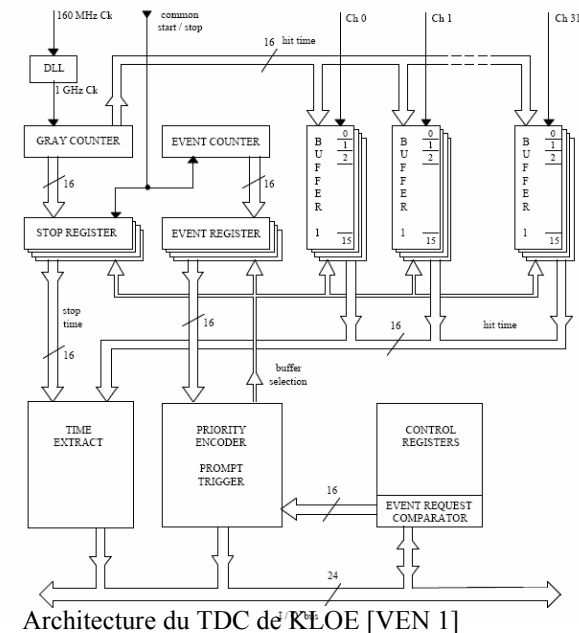 160 MHz Ck
common
start / stop
Ch 0
Ch 1
Ch 31
16
hit time
DLL
1 GHz Ck
GRAY COUNTER
EVENT COUNTER
B U F F E R 1
0
1
2
15
B U F F E R 1
0
1
2
15
B U F F E R 1
0
1
2
15
16
16
STOP REGISTER
EVENT REGISTER
stop
time
16
16
16
hit time
buffer
selection
TIME
EXTRACT
PRIORITY
ENCODER
PROMPT
TRIGGER
CONTROL
REGISTERS
16
EVENT REQUEST
COMPARATOR
24
I / O bus
Architecture du TDC de KLOE [VEN 1]